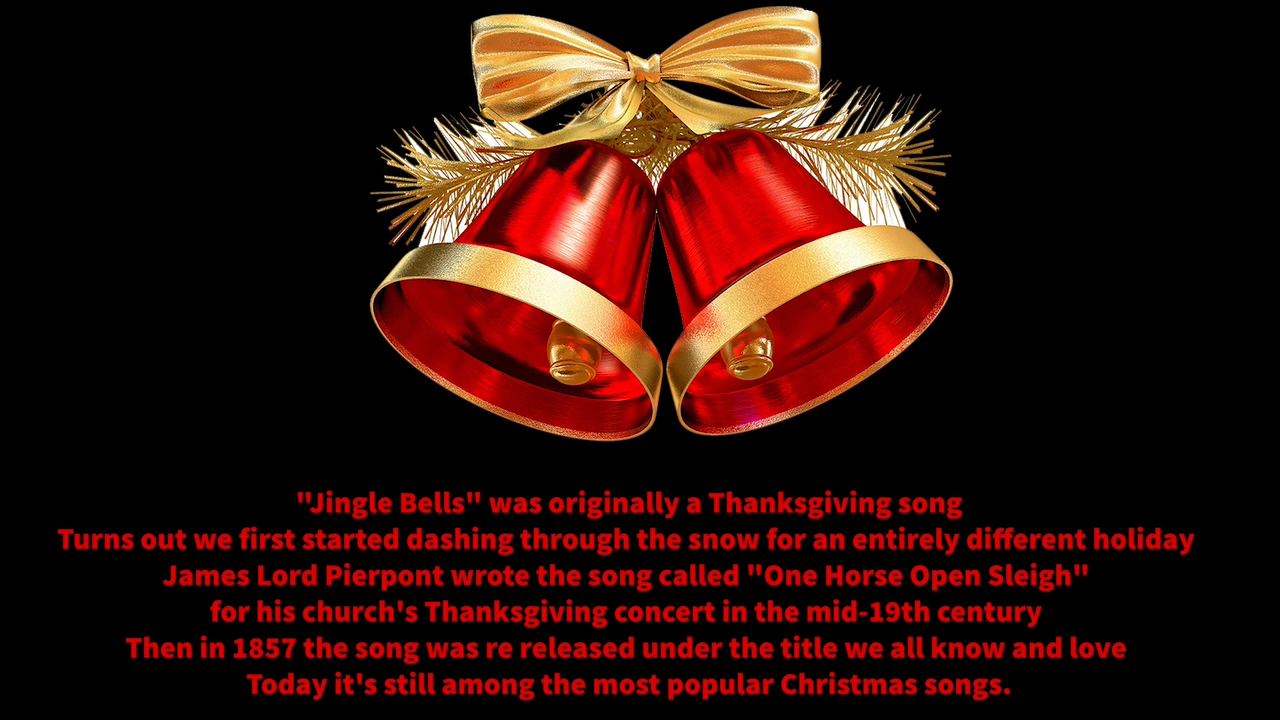 "Jingle Bells" was originally a Thanksgiving song
Turns out we first started dashing through the snow for an entirely different holiday
James Lord Pierpont wrote the song called "One Horse Open Sleigh"
for his church's Thanksgiving concert in the mid-19th century
Then in 1857 the song was re released under the title we all know and love
Today it's still among the most popular Christmas songs.